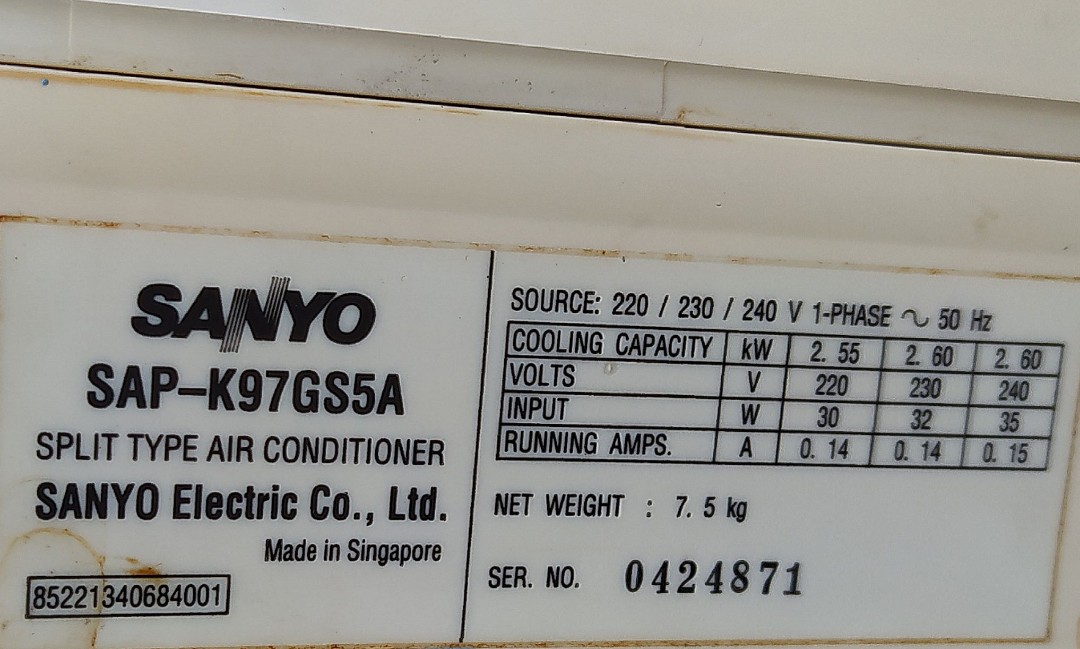 SANYO
SAP-K97GS5A
SPLIT TYPE AIR CONDITIONER
SANYO Electric Co., Ltd.
Made in Singapore
85221340684001
SOURCE: 220 / 230 / 240 V 1-PHASE ∿ 50 Hz
COOLING CAPACITY kW 2. 55 2. 60 2. 60
VOLTS V 220 230 240
INPUT W 30 32 35
RUNNING AMPS. A 0. 14 0. 14 0. 15
NET WEIGHT : 7. 5 kg
SER. NO. 0424871